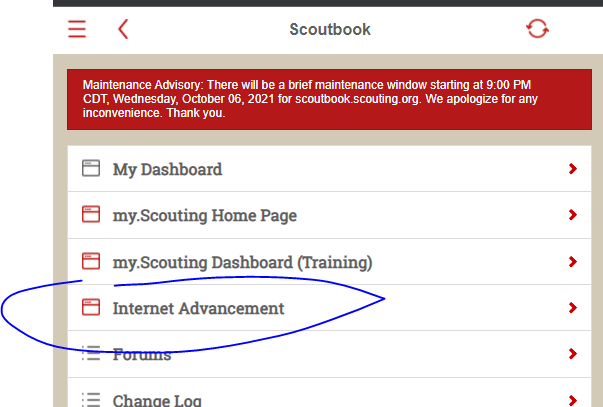 Scoutbook
Maintenance Advisory: There will be a brief maintenance window starting at 9:00 PM
CDT, Wednesday, October 06, 2021 for scoutbook.scouting.org. We apologize for any
inconvenience. Thank you.
My Dashboard
my.Scouting Home Page
my.Scouting Dashboard (Training)
Internet Advancement
Forums
Change Log